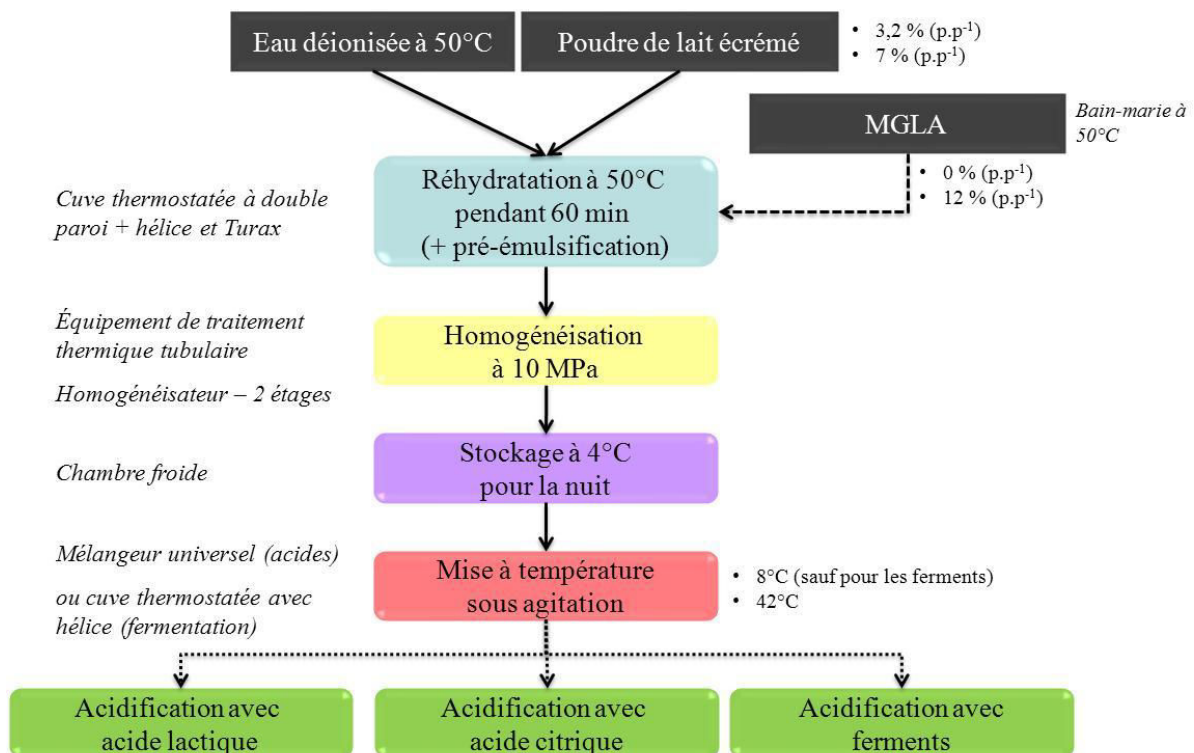 Eau déionisée à 50°C
Poudre de lait écrémé
• 3,2 % (p.p⁻¹)
• 7 % (p.p⁻¹)
MGLA
Bain-marie à
50°C
• 0 % (p.p⁻¹)
• 12 % (p.p⁻¹)
Cuve thermostatée à double
paroi + hélice et Turax
Réhydratation à 50°C
pendant 60 min
(+ pré-émulsification)
Équipement de traitement
thermique tubulaire
Homogénéisateur – 2 étages
Homogénéisation
à 10 MPa
Chambre froide
Stockage à 4°C
pour la nuit
Mélangeur universel (acides)
ou cuve thermostatée avec
hélice (fermentation)
Mise à température
sous agitation
• 8°C (sauf pour les ferments)
• 42°C
Acidification avec
acide lactique
Acidification avec
acide citrique
Acidification avec
ferments